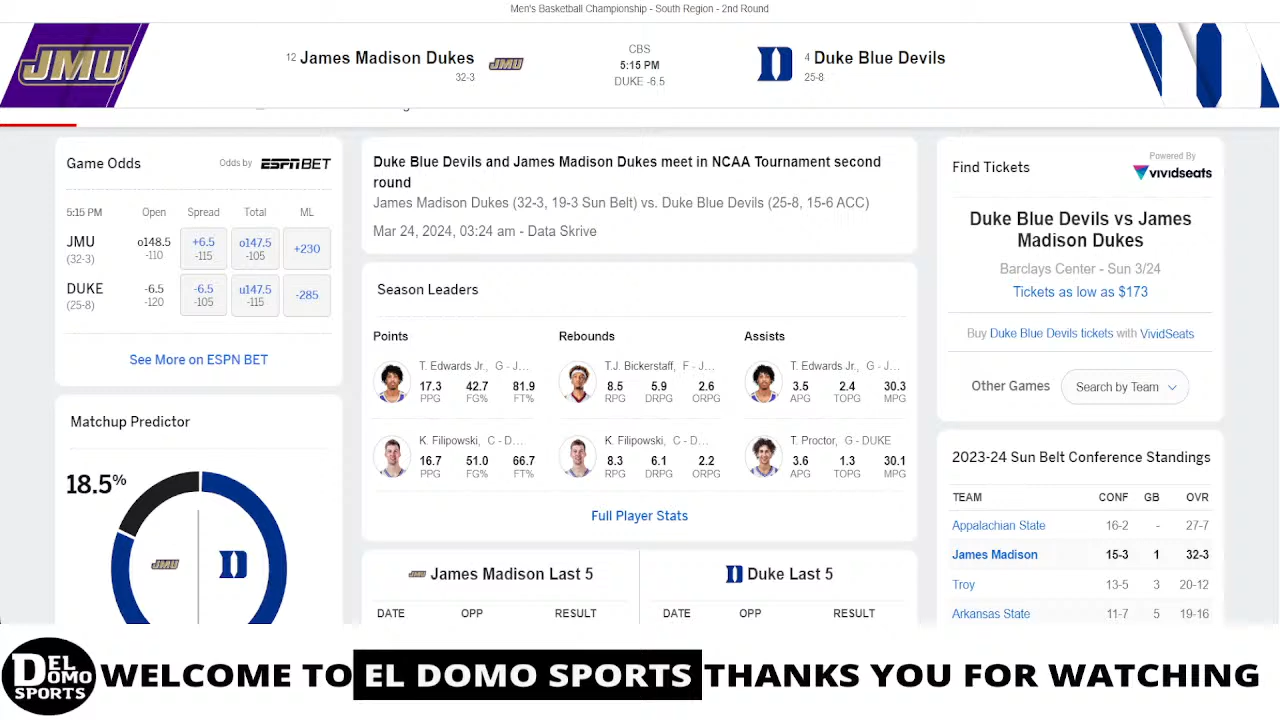 Men's Basketball Championship - South Region - 2nd Round
JMU
12 James Madison Dukes JMU
32-3
CBS
5:15 PM
DUKE -6.5
4 Duke Blue Devils
25-8
Game Odds
Odds by ESPN BET
5:15 PM Open Spread Total ML
JMU o148.5 +6.5 o147.5 +230
(32-3) -110 -115 -105
DUKE -6.5 -6.5 u147.5 -285
(25-8) -120 -105 -115
See More on ESPN BET
Matchup Predictor
18.5%
JMU
Duke Blue Devils and James Madison Dukes meet in NCAA Tournament second
round
James Madison Dukes (32-3, 19-3 Sun Belt) vs. Duke Blue Devils (25-8, 15-6 ACC)
Mar 24, 2024, 03:24 am - Data Skrive
Season Leaders
Points Rebounds Assists
T. Edwards Jr., G - J... T.J. Bickerstaff, F - J... T. Edwards Jr., G - J...
17.3 42.7 81.9 8.5 5.9 2.6 3.5 2.4 30.3
PPG FG% FT% RPG DRPG ORPG APG TOPG MPG
K. Filipowski, C - D... K. Filipowski, C - D... T. Proctor, G - DUKE
16.7 51.0 66.7 8.3 6.1 2.2 3.6 1.3 30.1
PPG FG% FT% RPG DRPG ORPG APG TOPG MPG
Full Player Stats
JMU James Madison Last 5
DATE OPP RESULT
D Duke Last 5
DATE OPP RESULT
Find Tickets
Powered By
vividseats
Duke Blue Devils vs James
Madison Dukes
Barclays Center - Sun 3/24
Tickets as low as $173
Buy Duke Blue Devils tickets with VividSeats
Other Games Search by Team
2023-24 Sun Belt Conference Standings
TEAM CONF GB OVR
Appalachian State 16-2 - 27-7
James Madison 15-3 1 32-3
Troy 13-5 3 20-12
Arkansas State 11-7 5 19-16
DEL DOMO SPORTS
WELCOME TO EL DOMO SPORTS THANKS YOU FOR WATCHING